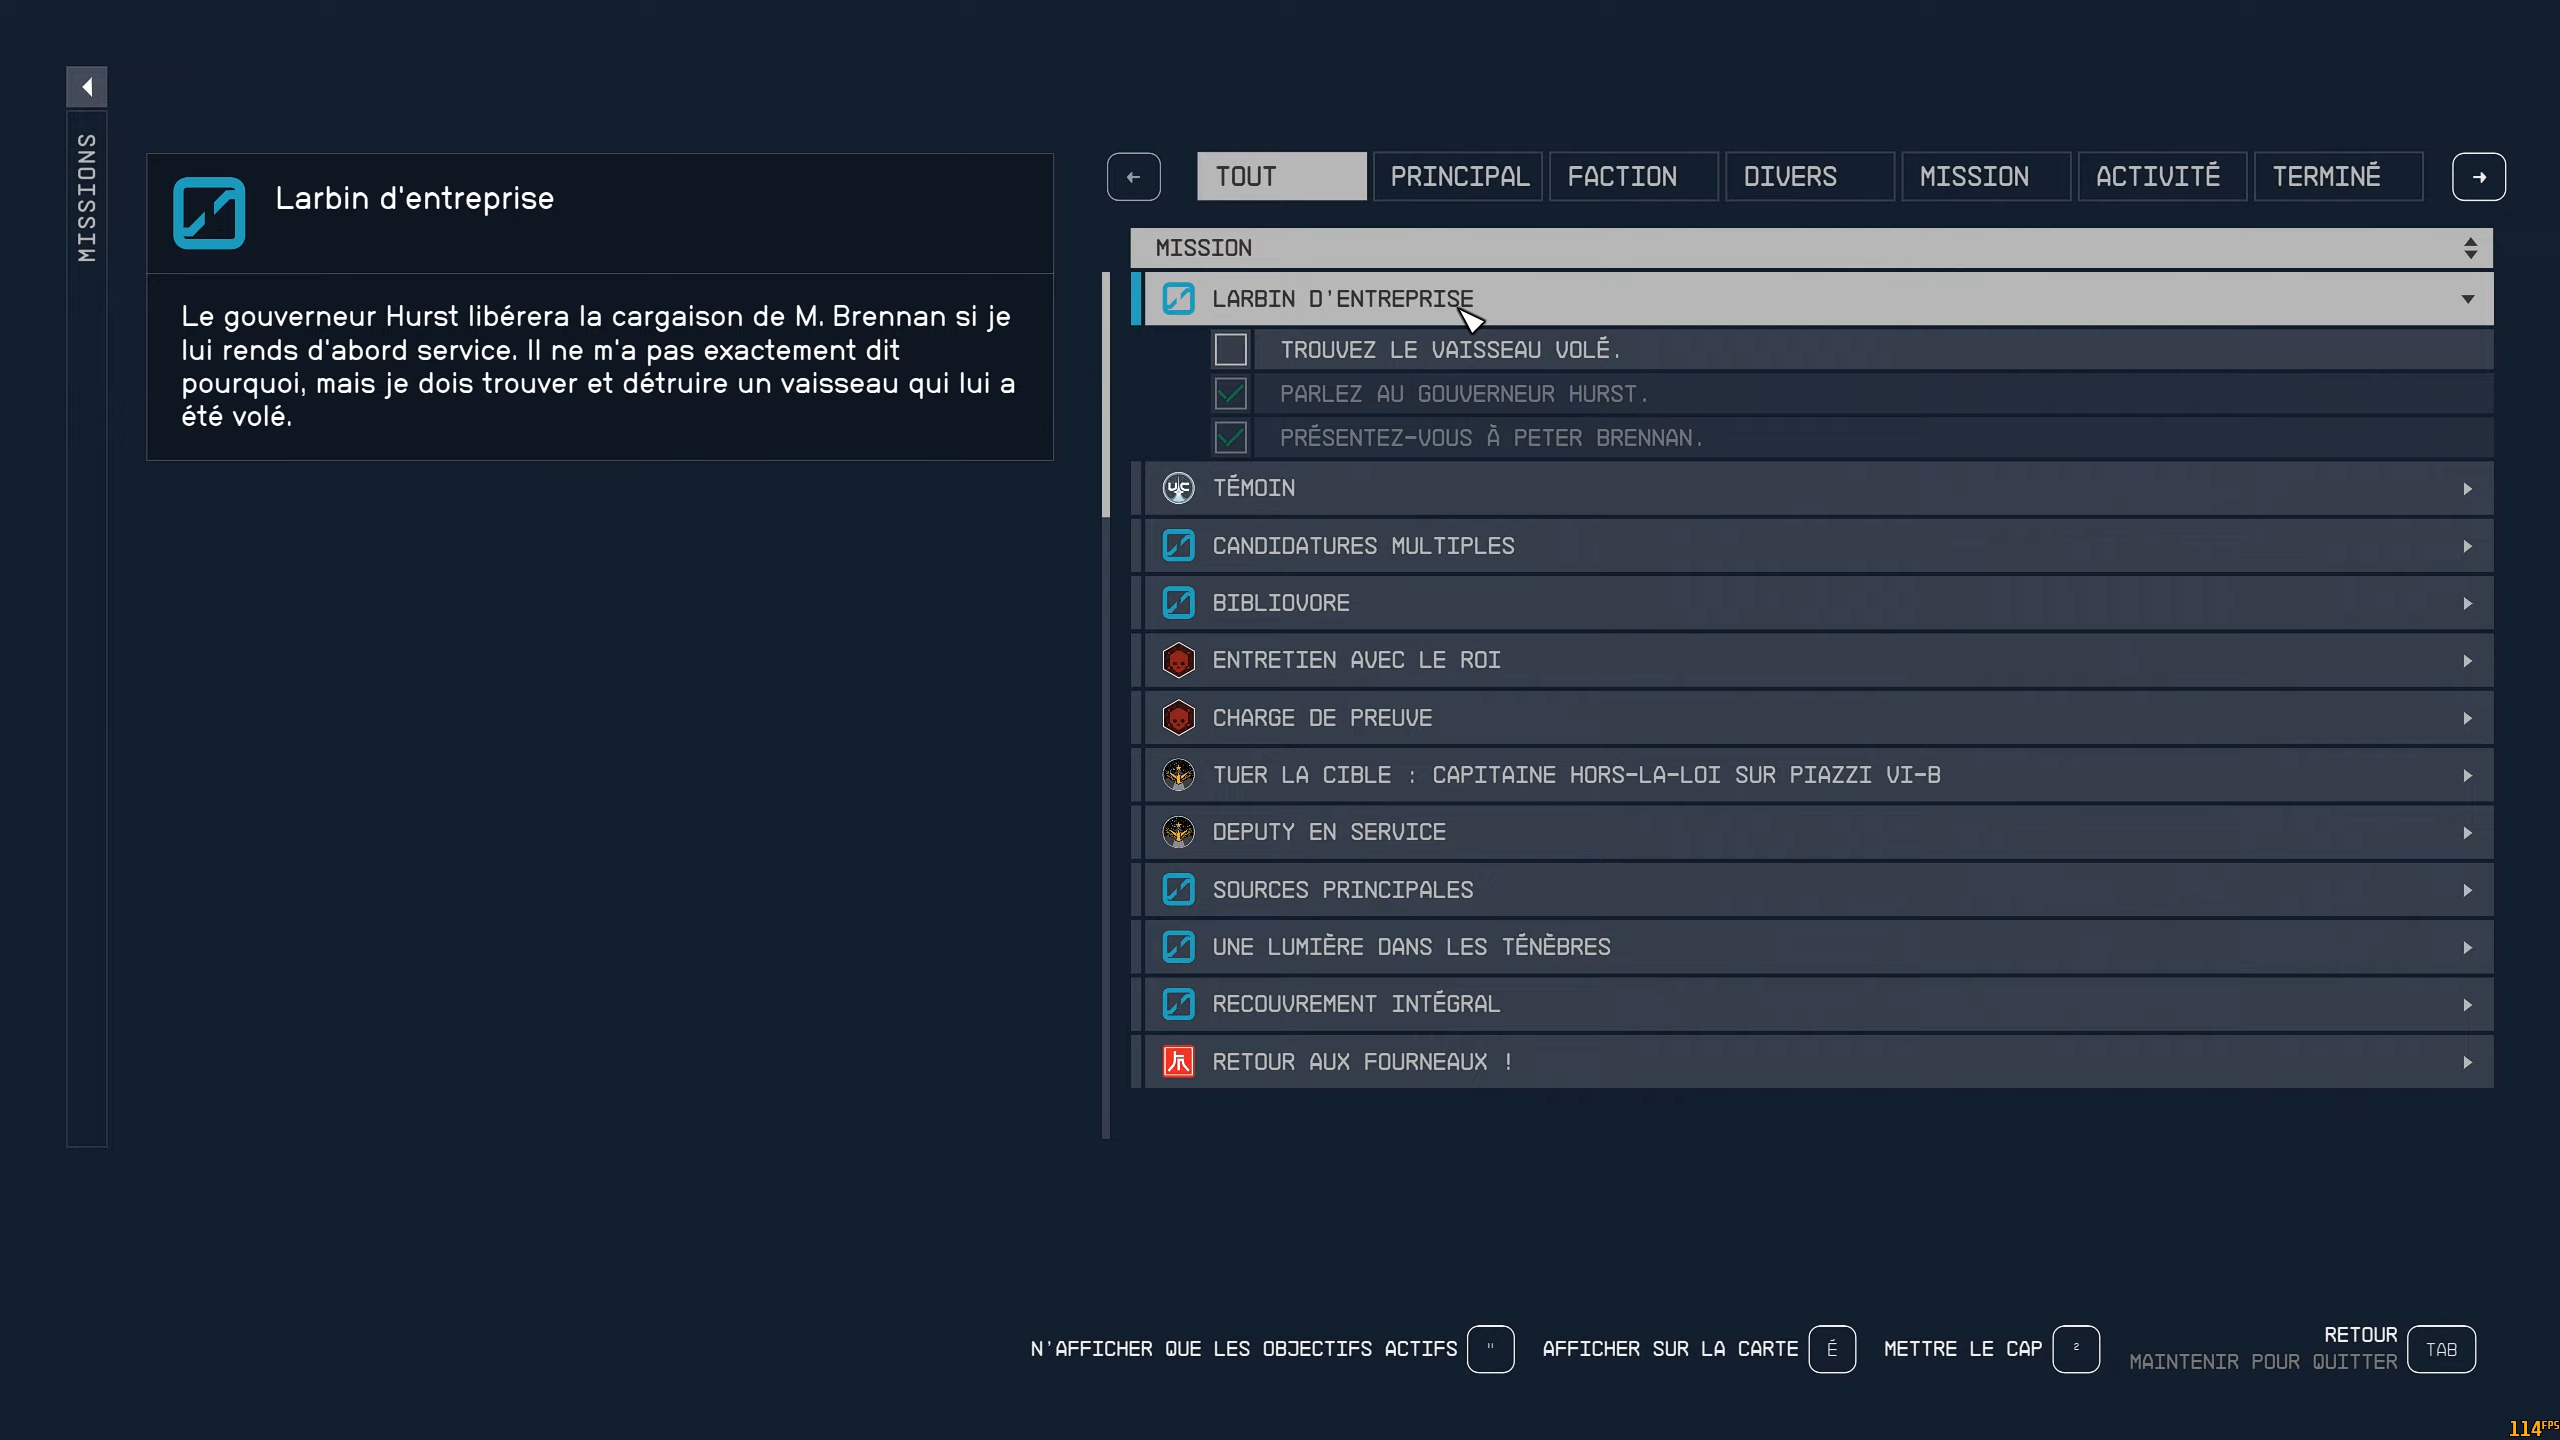 MISSIONS
Larbin d'entreprise
Le gouverneur Hurst libérera la cargaison de M. Brennan si je
lui rends d'abord service. Il ne m'a pas exactement dit
pourquoi, mais je dois trouver et détruire un vaisseau qui lui a
été volé.
TOUT
PRINCIPAL
FACTION
DIVERS
MISSION
ACTIVITÉ
TERMINÉ
MISSION
LARBIN D'ENTREPRISE
TROUVEZ LE VAISSEAU VOLÉ.
PARLEZ AU GOUVERNEUR HURST.
PRÉSENTEZ-VOUS À PETER BRENNAN.
UC TÉMOIN
CANDIDATURES MULTIPLES
BIBLIOVORE
ENTRETIEN AVEC LE ROI
CHARGE DE PREUVE
TUER LA CIBLE : CAPITAINE HORS-LA-LOI SUR PIAZZI VI-B
DEPUTY EN SERVICE
SOURCES PRINCIPALES
UNE LUMIÈRE DANS LES TÉNÈBRES
RECOUVREMENT INTÉGRAL
RETOUR AUX FOURNEAUX !
N'AFFICHER QUE LES OBJECTIFS ACTIFS "
AFFICHER SUR LA CARTE É
METTRE LE CAP ²
RETOUR
MAINTENIR POUR QUITTER
TAB
114FPS